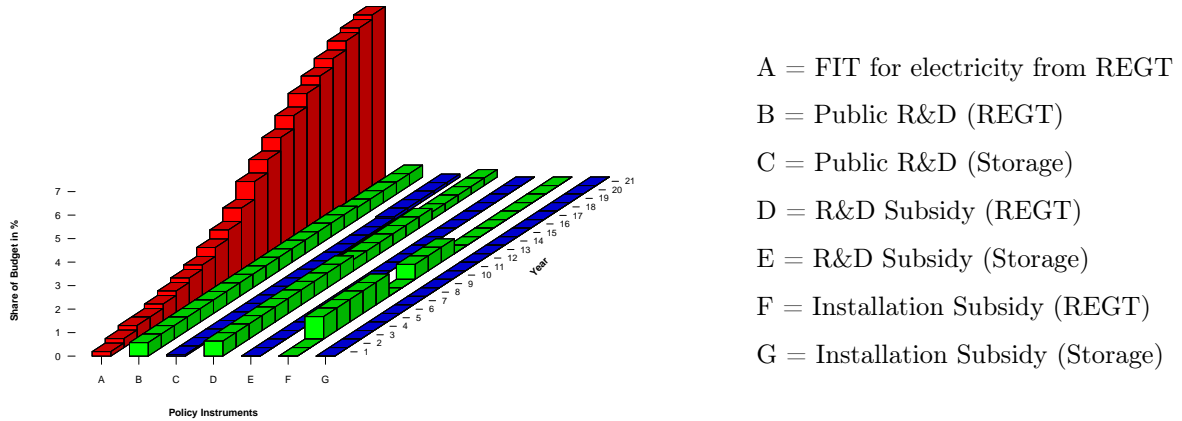 7
6
5
4
3
2
1
0
Share of Budget in %
A B C D E F G
Policy Instruments
1
2
3
4
5
6
7
8
9
10
11
12
13
14
15
16
17
18
19
20
21
Year
A = FIT for electricity from REGT
B = Public R&D (REGT)
C = Public R&D (Storage)
D = R&D Subsidy (REGT)
E = R&D Subsidy (Storage)
F = Installation Subsidy (REGT)
G = Installation Subsidy (Storage)